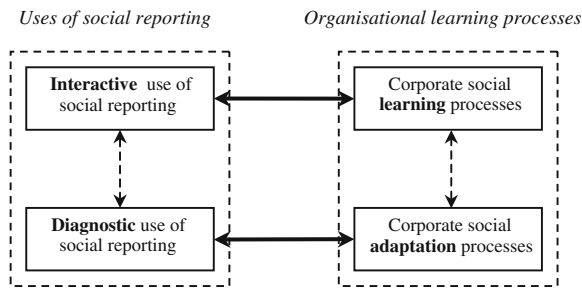 Uses of social reporting
Organisational learning processes
Interactive use of
social reporting
Corporate social
learning processes
Diagnostic use of
social reporting
Corporate social
adaptation processes